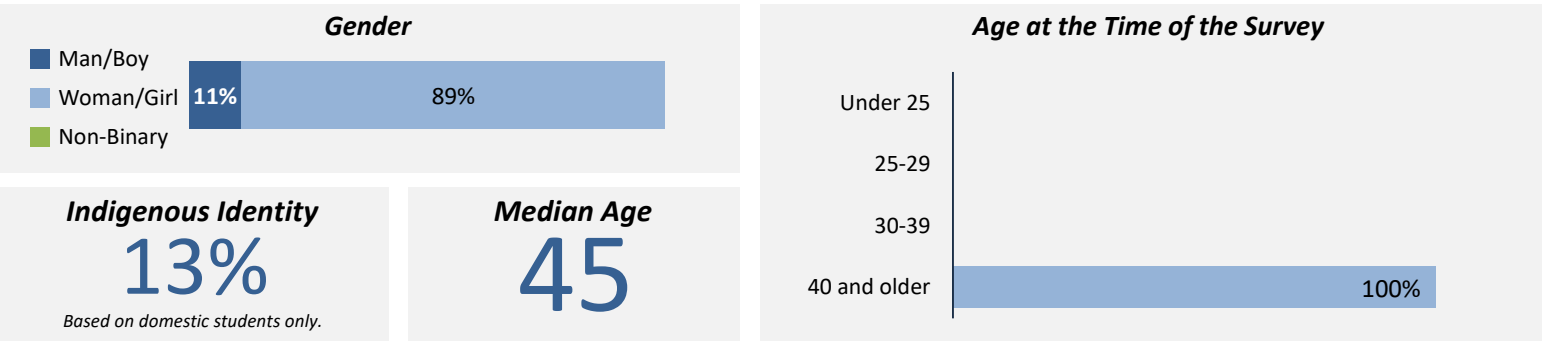 Gender
Man/Boy
Woman/Girl
Non-Binary
11%
89%
Indigenous Identity
13%
Based on domestic students only.
Median Age
45
Age at the Time of the Survey
Under 25
25-29
30-39
40 and older
100%